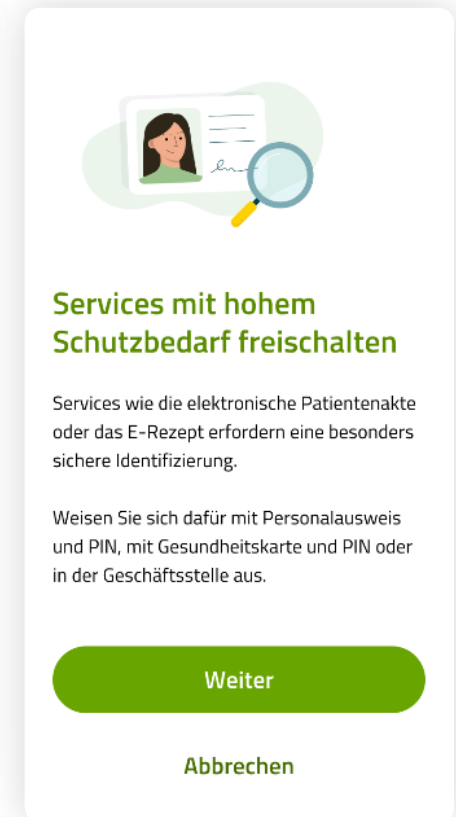 Services mit hohem
Schutzbedarf freischalten
Services wie die elektronische Patientenakte
oder das E-Rezept erfordern eine besonders
sichere Identifizierung.
Weisen Sie sich dafür mit Personalausweis
und PIN, mit Gesundheitskarte und PIN oder
in der Geschäftsstelle aus.
Weiter
Abbrechen